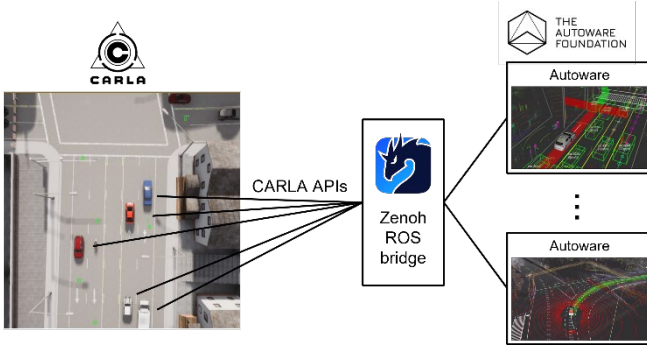 CARLA
CARLA APIs
Zenoh
ROS
bridge
THE
AUTOWARE
FOUNDATION
Autoware
Autoware